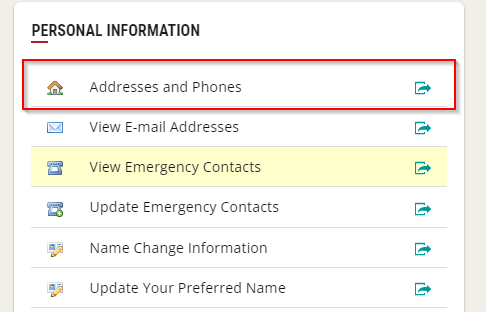 PERSONAL INFORMATION
Addresses and Phones
View E-mail Addresses
View Emergency Contacts
Update Emergency Contacts
Name Change Information
Update Your Preferred Name